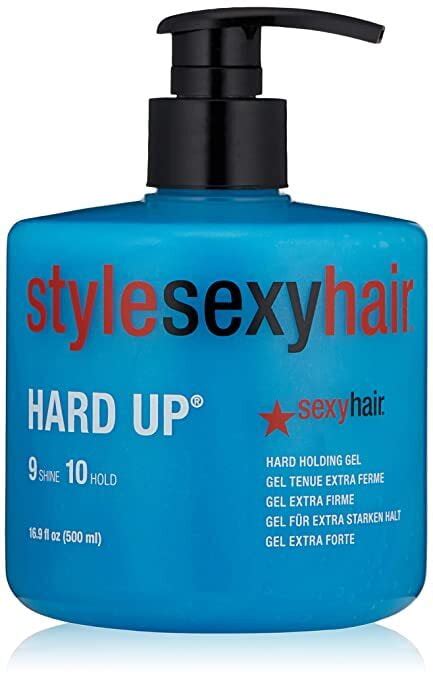 stylesexyhair.
HARD UP®
9 SHINE 10 HOLD
16.9 fl oz (500 ml)
★ sexyhair.
HARD HOLDING GEL
GEL TENUE EXTRA FERME
GEL EXTRA FIRME
GEL FÜR EXTRA STARKEN HALT
GEL EXTRA FORTE